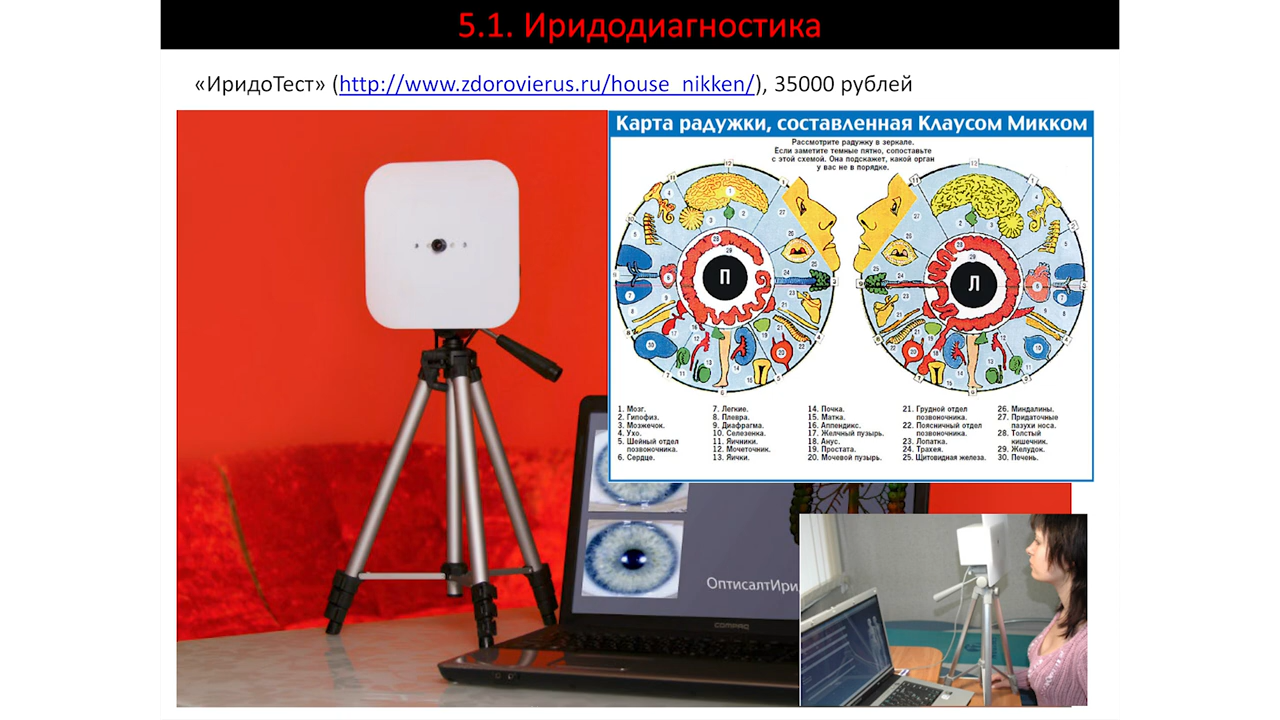 5.1. Иридодиагностика
«ИридоТест» (http://www.zdorovierus.ru/house_nikken/), 35000 рублей
Карта радужки, составленная Клаусом Микком
Рассмотрите радужку в зеркале.
Если заметите темные пятно, сопоставьте
с этой схемой. Она подскажет, какой орган
у вас не в порядке.
П
Л
1. Мозг.
2. Гипофиз.
3. Мозжечок.
4. Ухо.
5. Шейный отдел
позвоночника.
6. Сердце.
7. Легкие.
8. Плевра.
9. Диафрагма.
10. Селезенка.
11. Яичники.
12. Мочеточник.
13. Яички.
14. Почка.
15. Матка.
16. Аппендикс.
17. Желчный пузырь.
18. Анус.
19. Простата.
20. Мочевой пузырь.
21. Грудной отдел
позвоночника.
22. Поясничный отдел
позвоночника.
23. Лопатка.
24. Трахея.
25. Щитовидная железа.
26. Миндалины.
27. Придаточные
пазухи носа.
28. Толстый
кишечник.
29. Желудок.
30. Печень.
ОптисалтИри
COMPAQ